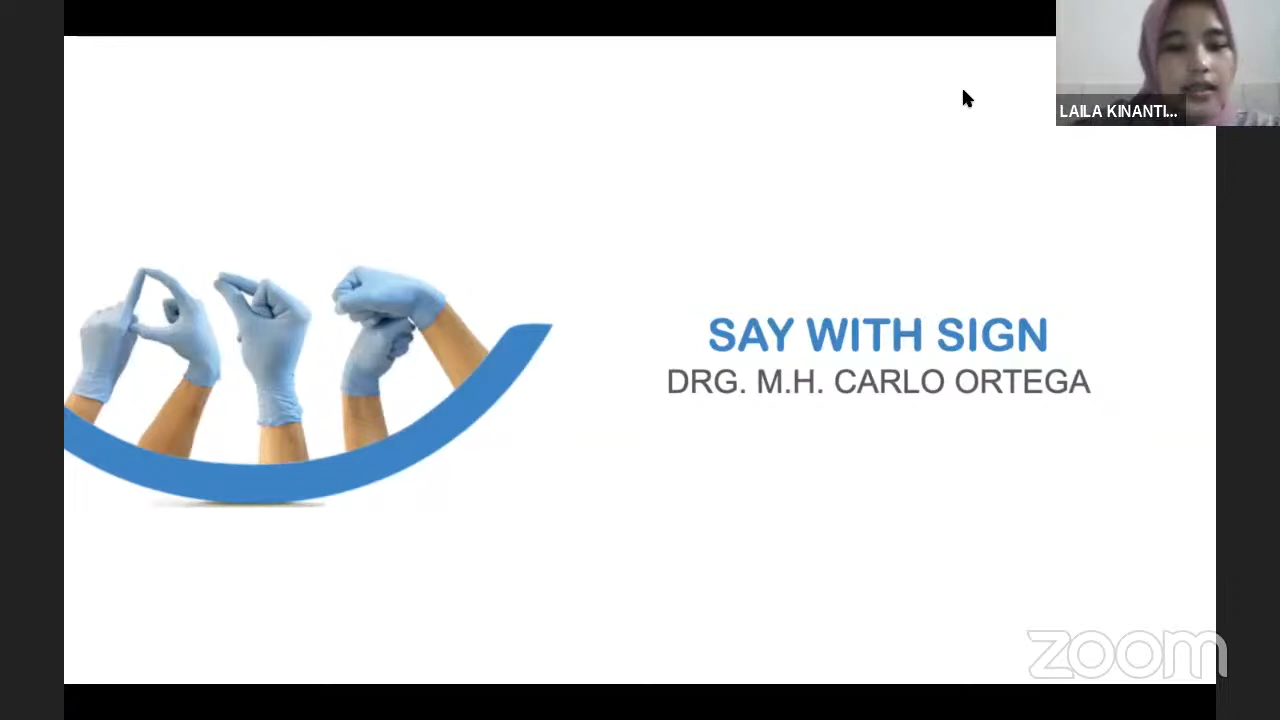 LAILA KINANTI...
SAY WITH SIGN
DRG. M.H. CARLO ORTEGA
zoom